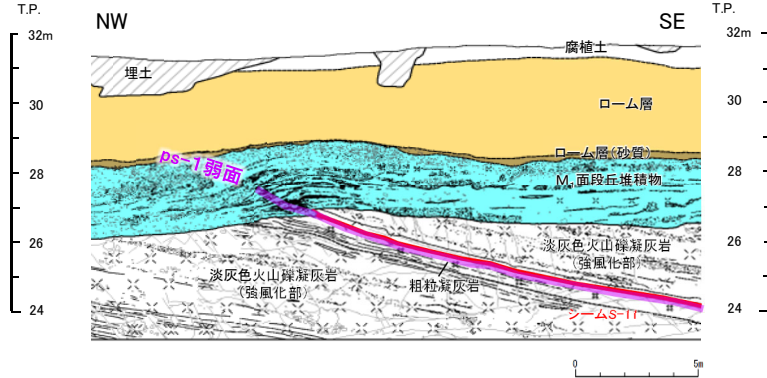 T.P.
T.P.
NW
SE
32m
32m
腐植土
埋土
30
30
ローム層
ローム層(砂質)
ps-1弱面
28
28
M₁面段丘堆積物
26
26
淡灰色火山礫凝灰岩
(強風化部)
淡灰色火山礫凝灰岩
(強風化部)
粗粒凝灰岩
24
24
シームS-11
0
5m